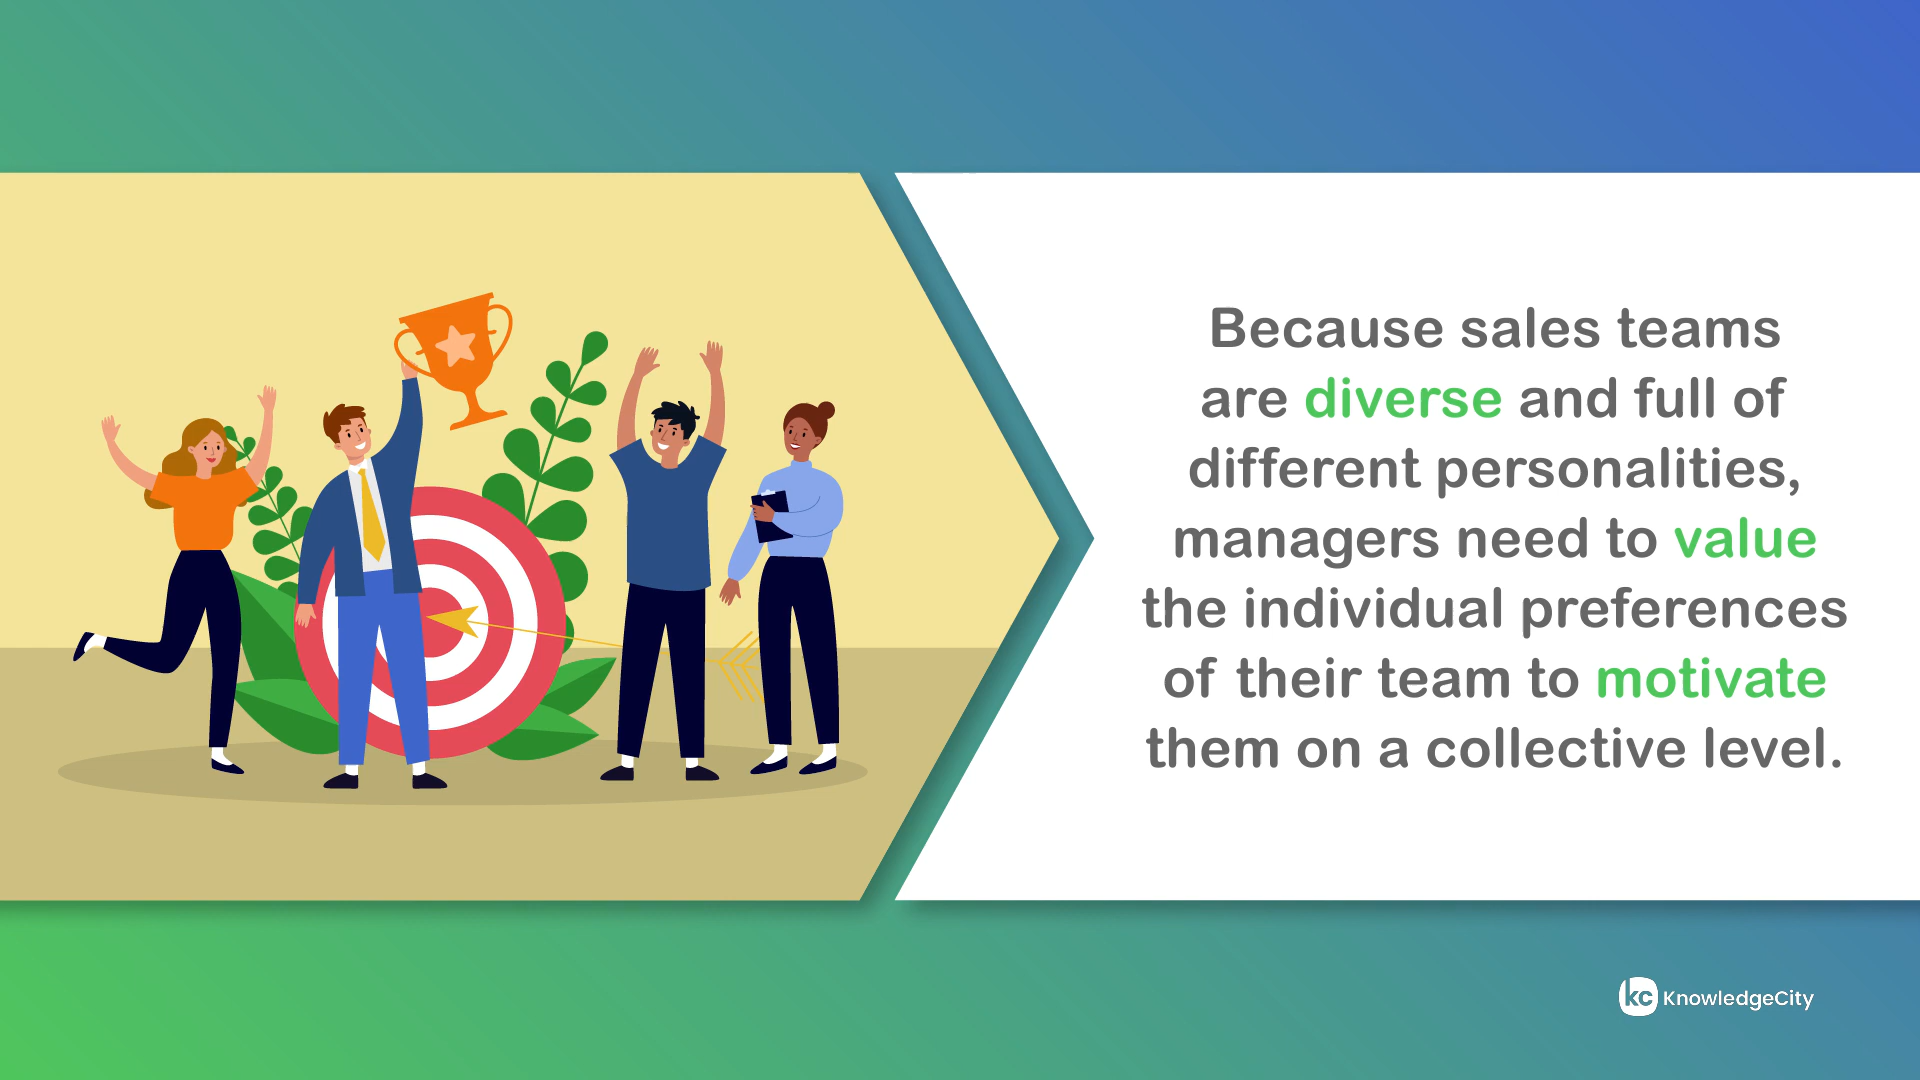 Because sales teams
are diverse and full of
different personalities,
managers need to value
the individual preferences
of their team to motivate
them on a collective level.
kc KnowledgeCity